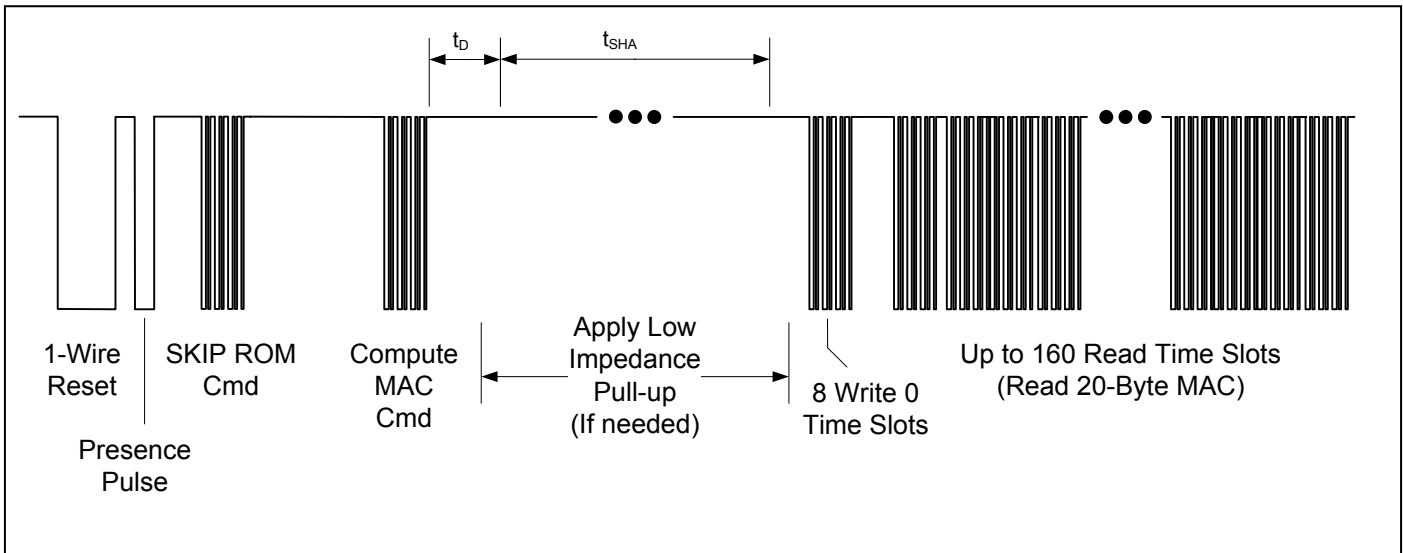 tD
tSHA
1-Wire
Reset
Presence
Pulse
SKIP ROM
Cmd
Compute
MAC
Cmd
Apply Low
Impedance
Pull-up
(If needed)
8 Write 0
Time Slots
Up to 160 Read Time Slots
(Read 20-Byte MAC)